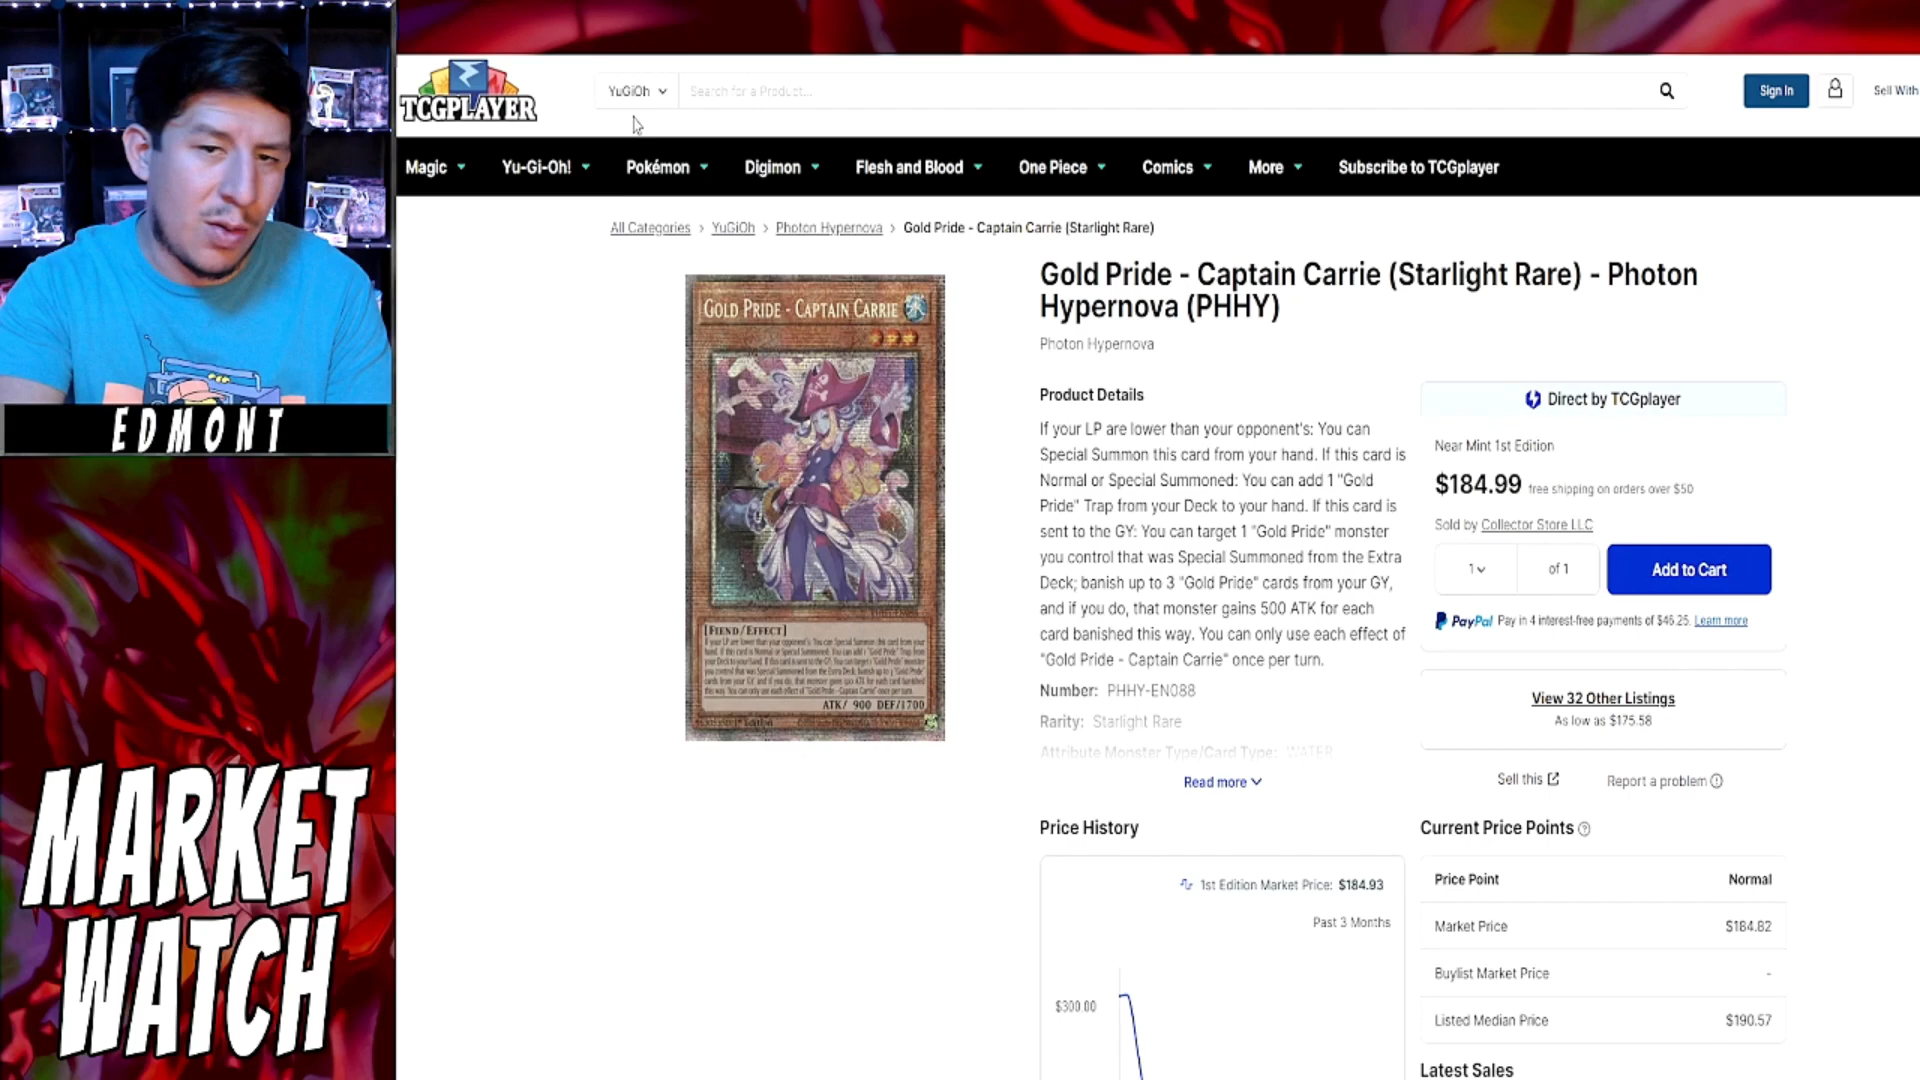 TCGPLAYER
YuGiOh
Search for a Product...
Sign In
Sell With
Magic
Yu-Gi-Oh!
Pokémon
Digimon
Flesh and Blood
One Piece
Comics
More
Subscribe to TCGplayer
All Categories > YuGiOh > Photon Hypernova > Gold Pride - Captain Carrie (Starlight Rare)
GOLD PRIDE - CAPTAIN CARRIE
[FIEND/EFFECT]
ATK/ 900 DEF/1700
Gold Pride - Captain Carrie (Starlight Rare) - Photon
Hypernova (PHHY)
Photon Hypernova
Product Details
If your LP are lower than your opponent's: You can
Special Summon this card from your hand. If this card is
Normal or Special Summoned: You can add 1 "Gold
Pride" Trap from your Deck to your hand. If this card is
sent to the GY: You can target 1 "Gold Pride" monster
you control that was Special Summoned from the Extra
Deck; banish up to 3 "Gold Pride" cards from your GY,
and if you do, that monster gains 500 ATK for each
card banished this way. You can only use each effect of
"Gold Pride - Captain Carrie" once per turn.
Number: PHHY-EN088
Rarity: Starlight Rare
Attribute Monster Type/Card Type: WATER
Read more
Direct by TCGplayer
Near Mint 1st Edition
$184.99 free shipping on orders over $50
Sold by Collector Store LLC
1
of 1
Add to Cart
PayPal Pay in 4 interest-free payments of $46.25. Learn more
View 32 Other Listings
As low as $175.58
Sell this
Report a problem
Price History
1st Edition Market Price: $184.93
Past 3 Months
$300.00
Current Price Points
Price Point Normal
Market Price $184.82
Buylist Market Price -
Listed Median Price $190.57
Latest Sales
EDMONT
MARKET
WATCH